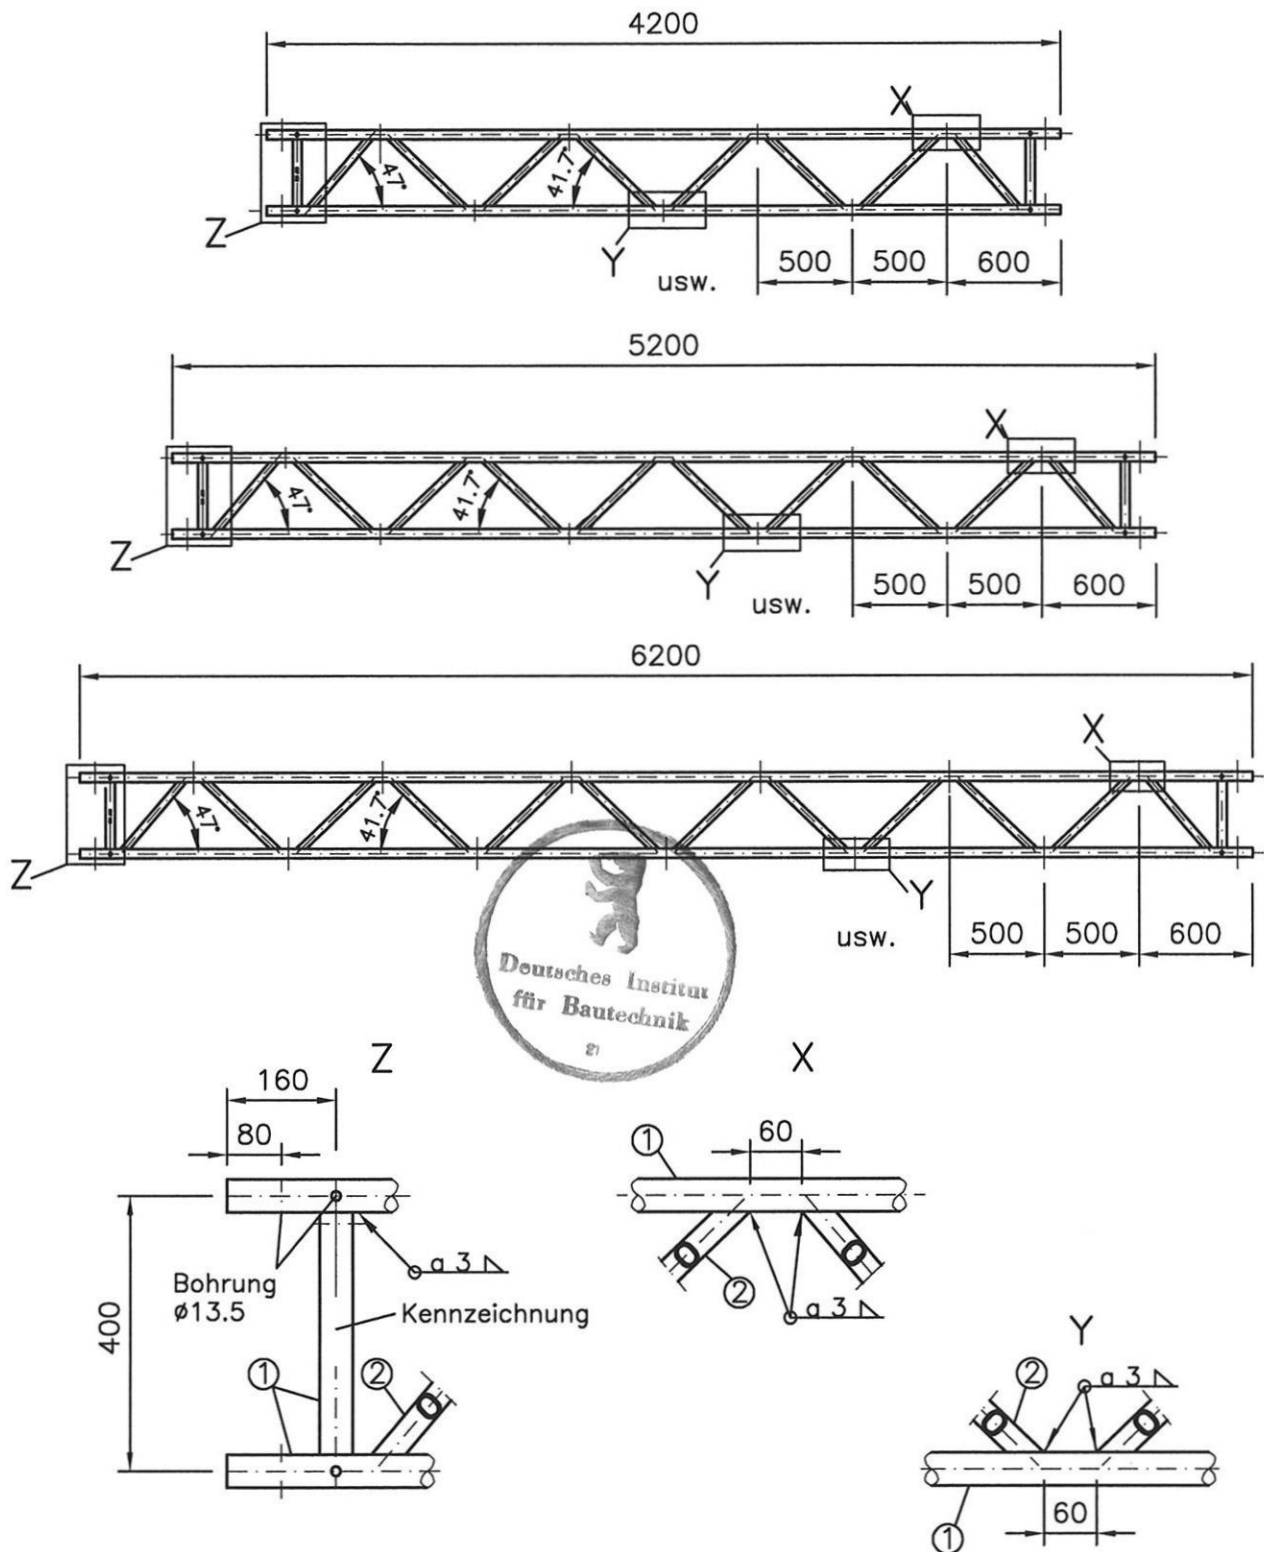 4200
X
47°
41.7°
Z
Y
500
500
600
usw.
5200
X
47°
41.7°
Z
Y
500
500
600
usw.
6200
X
47°
41.7°
Z
Y
500
500
600
usw.
Deutsches Institut
für Bautechnik
Z
X
160
80
1
60
400
Bohrung
ø13.5
a 3
Kennzeichnung
2
a 3
Y
1
2
2
a 3
60
1